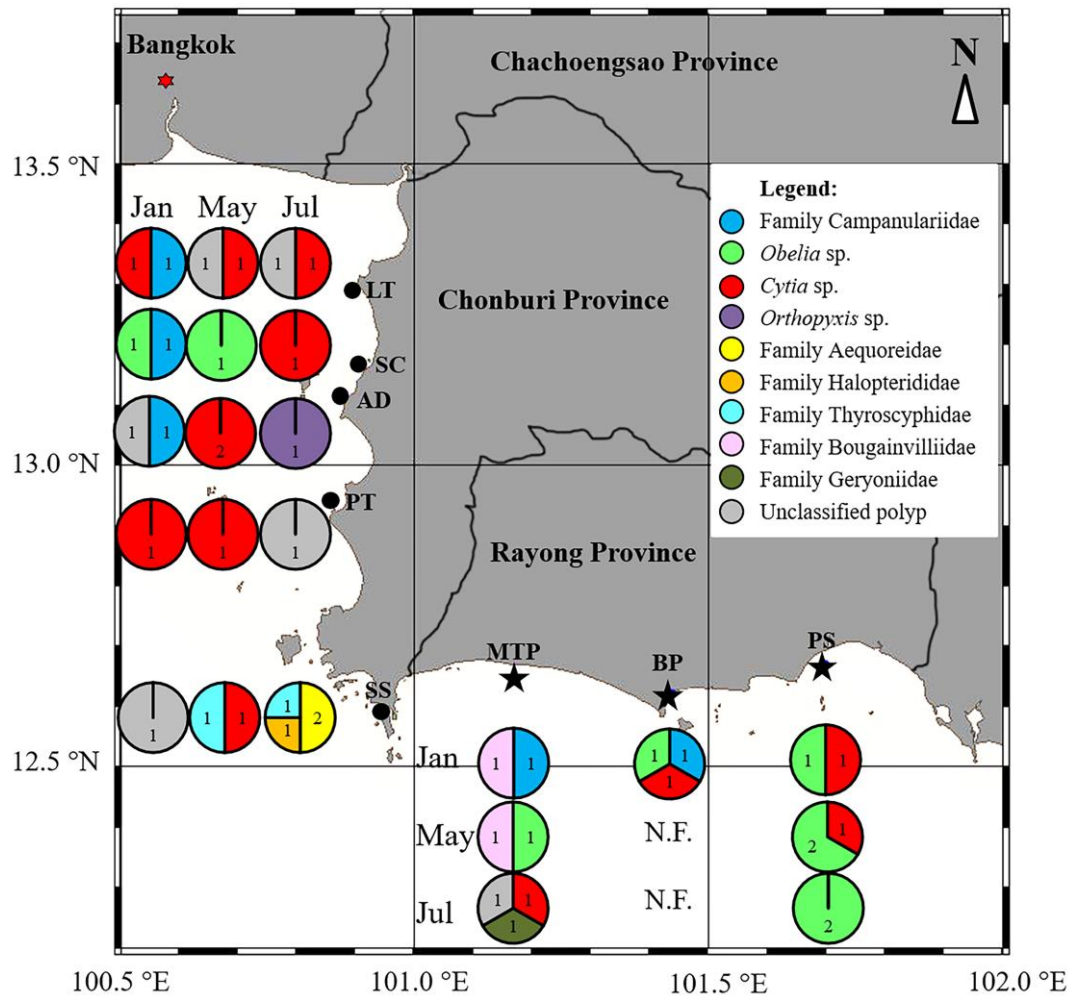 Bangkok
Chachoengsao Province
N
13.5 °N
Legend:
Jan May Jul
Family Campanulariidae
Obelia sp.
Cytia sp.
Orthopyxis sp.
Family Aequoreidae
Family Halopterididae
Family Thyroscyphidae
Family Bougainvilliidae
Family Geryoniidae
Unclassified polyp
1 1 1 1 1 1
LT
Chonburi Province
1 1 1 1
SC
AD
1 1 2 1
13.0 °N
PT
1 1 1
Rayong Province
MTP
BP
PS
SS
1 1 1 1 1 2
12.5 °N
Jan
1 1
1 1 1
1 1
May
1 1
N.F.
1 2
Jul
1 1 1
N.F.
2
100.5 °E
101.0 °E
101.5 °E
102.0 °E